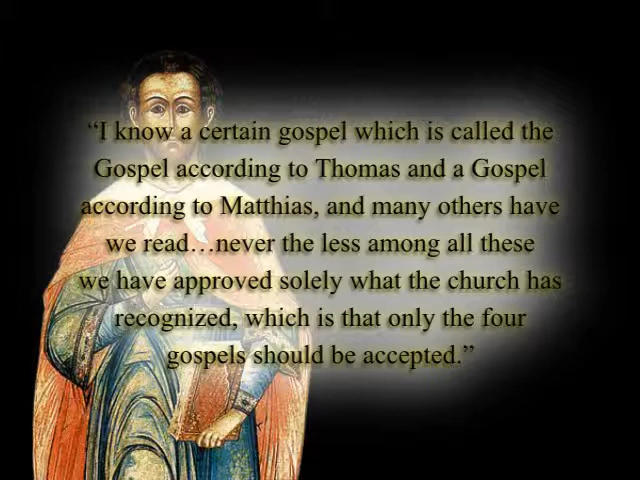 “I know a certain gospel which is called the
Gospel according to Thomas and a Gospel
according to Matthias, and many others have
we read…never the less among all these
we have approved solely what the church has
recognized, which is that only the four
gospels should be accepted.”